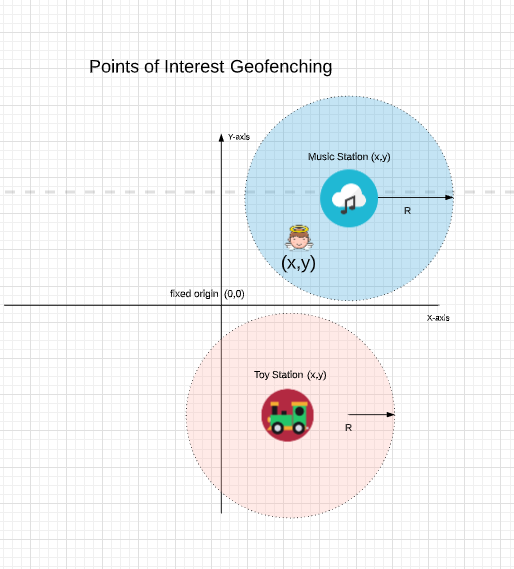 Points of Interest Geofenching
Y-axis
Music Station (x,y)
R
(x,y)
fixed origin (0,0)
X-axis
Toy Station (x,y)
R